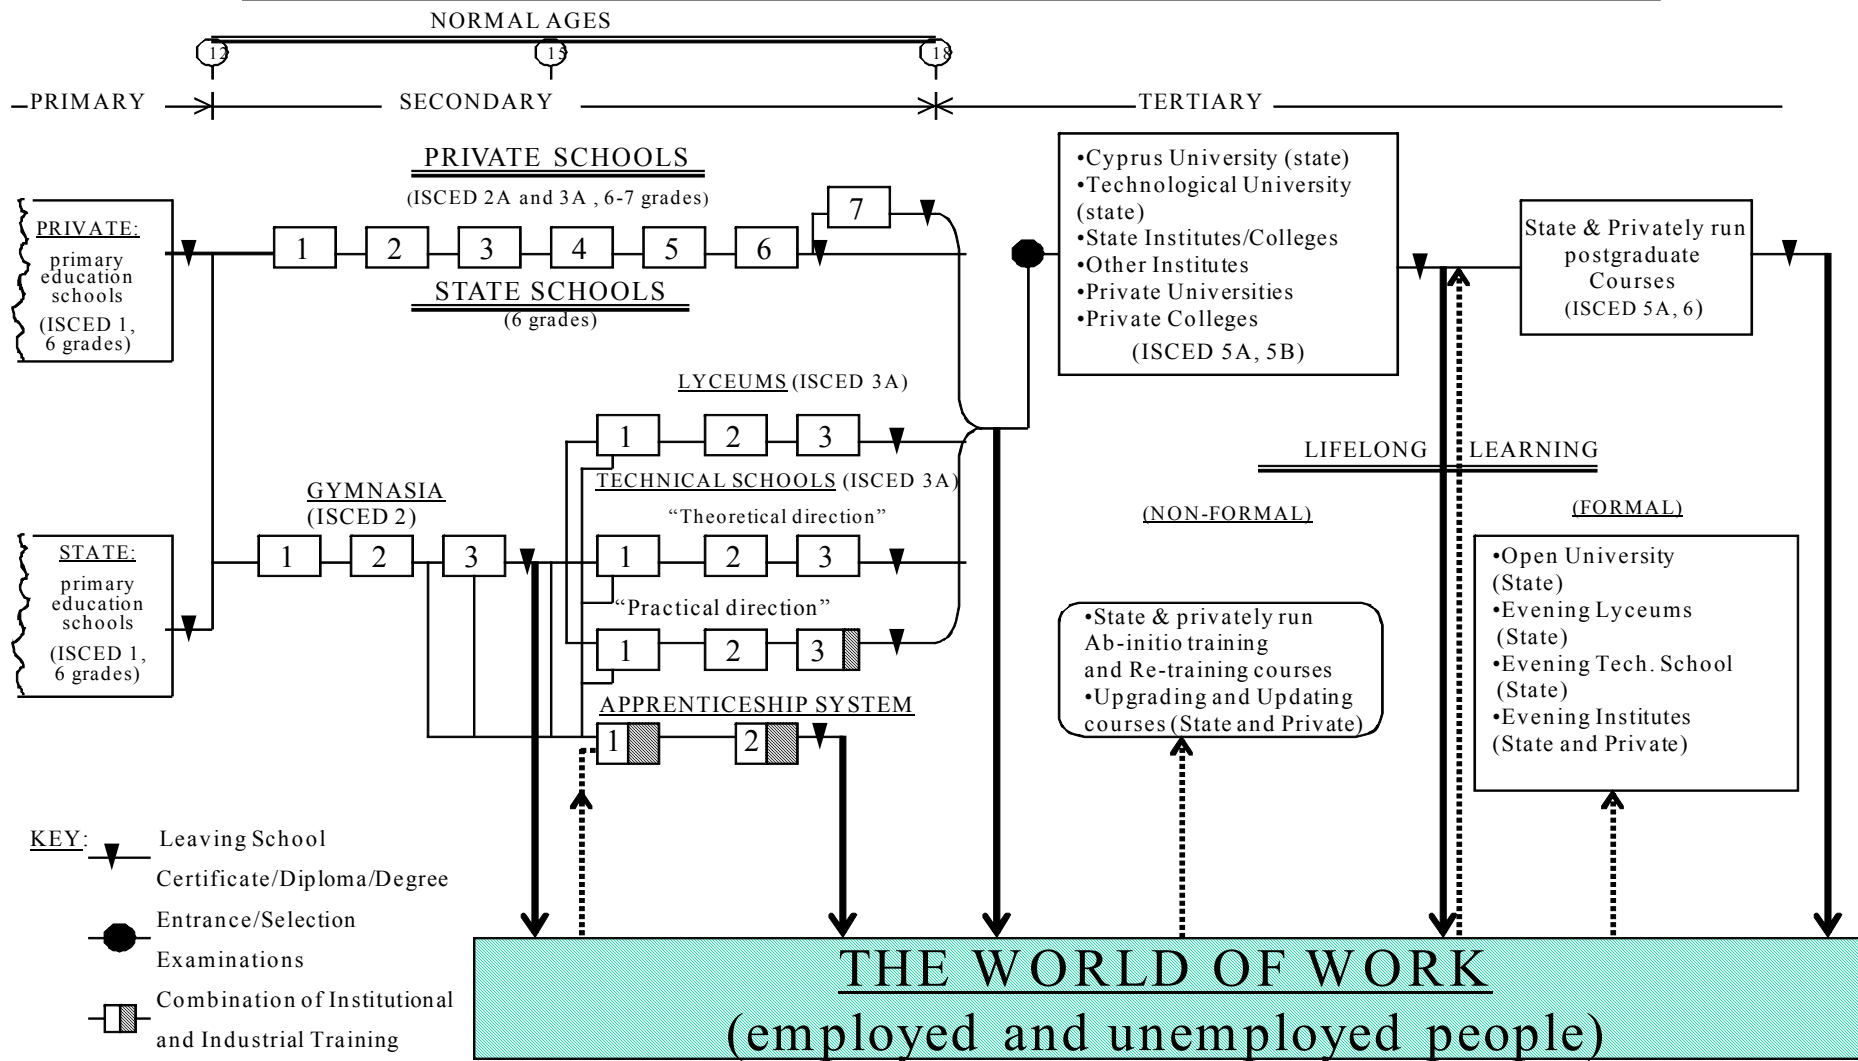 NORMAL AGES
12
15
18
PRIMARY
SECONDARY
TERTIARY
PRIVATE SCHOOLS
(ISCED 2A and 3A , 6-7 grades)
7
PRIVATE:
primary
education
schools
(ISCED 1,
6 grades)
1 2 3 4 5 6
STATE SCHOOLS
(6 grades)
•Cyprus University (state)
•Technological University
(state)
•State Institutes/Colleges
•Other Institutes
•Private Universities
•Private Colleges
(ISCED 5A, 5B)
State & Privately run
postgraduate
Courses
(ISCED 5A, 6)
LYCEUMS (ISCED 3A)
1 2 3
TECHNICAL SCHOOLS (ISCED 3A)
GYMNASIA
(ISCED 2)
“Theoretical direction”
STATE:
primary
education
schools
(ISCED 1,
6 grades)
1 2 3
1 2 3
“Practical direction”
1 2 3
APPRENTICESHIP SYSTEM
1 2
LIFELONG LEARNING
(NON-FORMAL)
•State & privately run
Ab-initio training
and Re-training courses
•Upgrading and Updating
courses (State and Private)
(FORMAL)
•Open University
(State)
•Evening Lyceums
(State)
•Evening Tech. School
(State)
•Evening Institutes
(State and Private)
KEY:
Leaving School
Certificate/Diploma/Degree
Entrance/Selection
Examinations
Combination of Institutional
and Industrial Training
THE WORLD OF WORK
(employed and unemployed people)